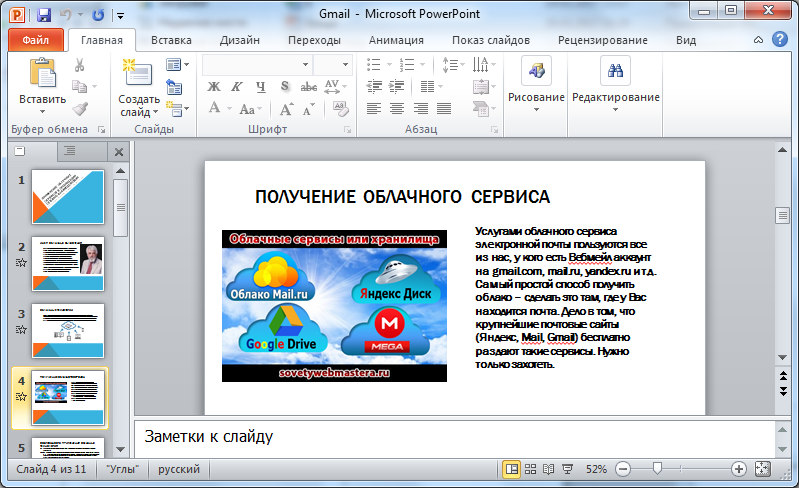 Gmail - Microsoft PowerPoint
Файл Главная Вставка Дизайн Переходы Анимация Показ слайдов Рецензирование Вид
Вставить
Буфер обмена
Создать слайд
Слайды
Ж К Ч S abc AV
A Aa A A
Шрифт
Абзац
Рисование
Редактирование
1
2
3
4
5
ПОЛУЧЕНИЕ ОБЛАЧНОГО СЕРВИСА
Облачные сервисы или хранилища
Облако Mail.ru
Яндекс Диск
Google Drive
M
MEGA
sovetywebmastera.ru
Услугами облачного сервиса
электронной почты пользуются все
из нас, у кого есть Вебмейл аккаунт
на gmail.com, mail.ru, yandex.ru и т.д.
Самый простой способ получить
облако – сделать это там, где у Вас
находится почта. Дело в том, что
крупнейшие почтовые сайты
(Яндекс, Mail, Gmail) бесплатно
раздают такие сервисы. Нужно
только захотеть.
Заметки к слайду
Слайд 4 из 11 "Углы" русский 52%